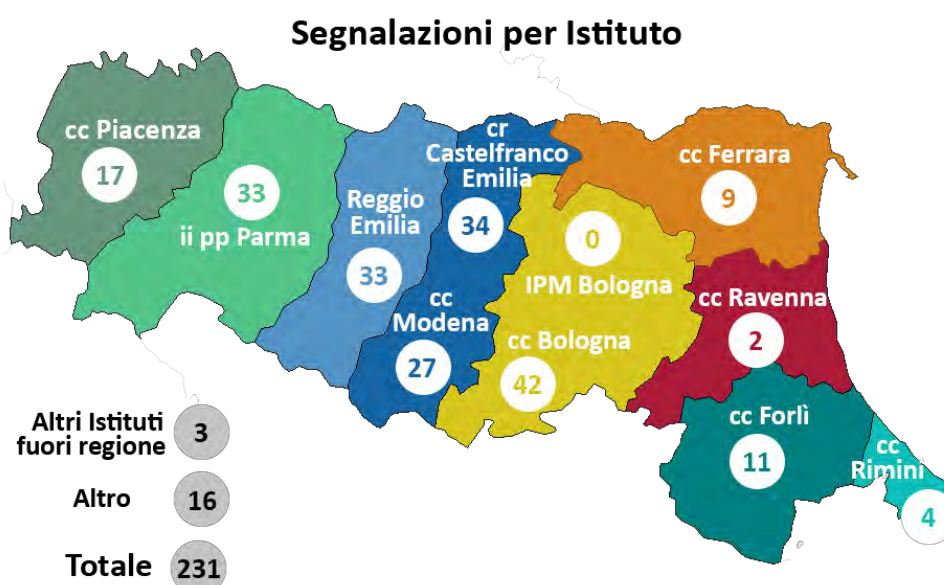 Segnalazioni per Istituto
cc Piacenza
17
33
ii pp Parma
Reggio
Emilia
33
cr
Castelfranco
Emilia
34
cc
Modena
27
0
IPM Bologna
cc Bologna
42
cc Ferrara
9
cc Ravenna
2
cc Forlì
11
cc
Rimini
4
Altri Istituti
fuori regione
3
Altro
16
Totale
231